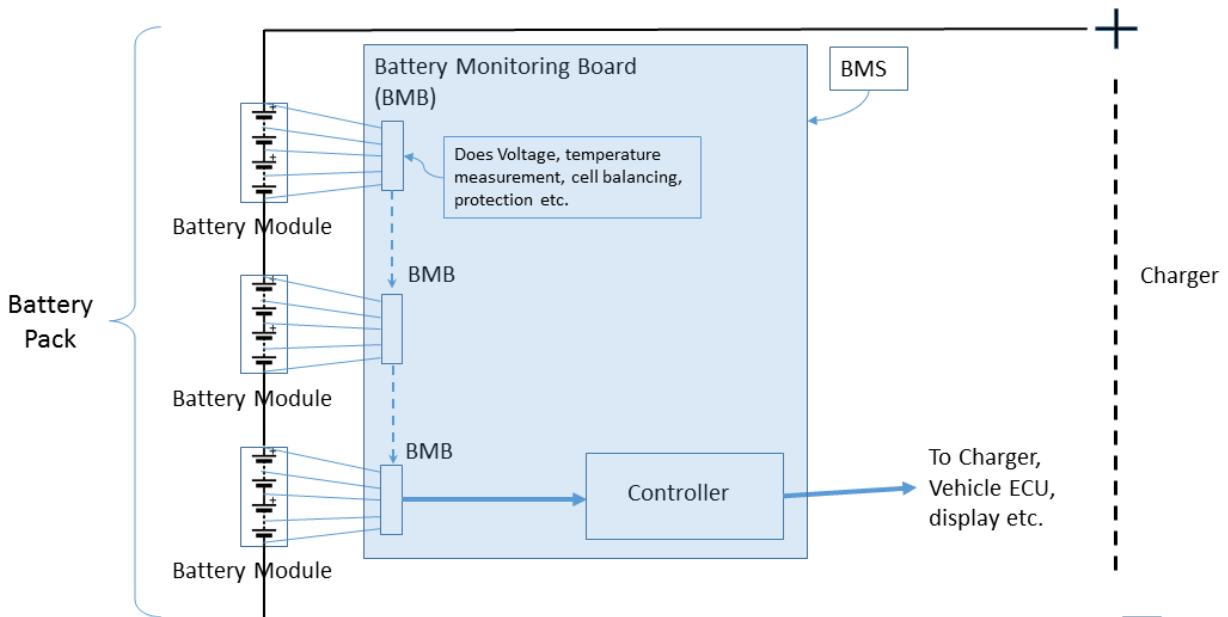 Battery Monitoring Board
(BMB)
BMS
Does Voltage, temperature
measurement, cell balancing,
protection etc.
Battery Module
BMB
Charger
Battery
Pack
Battery Module
BMB
Controller
To Charger,
Vehicle ECU,
display etc.
Battery Module